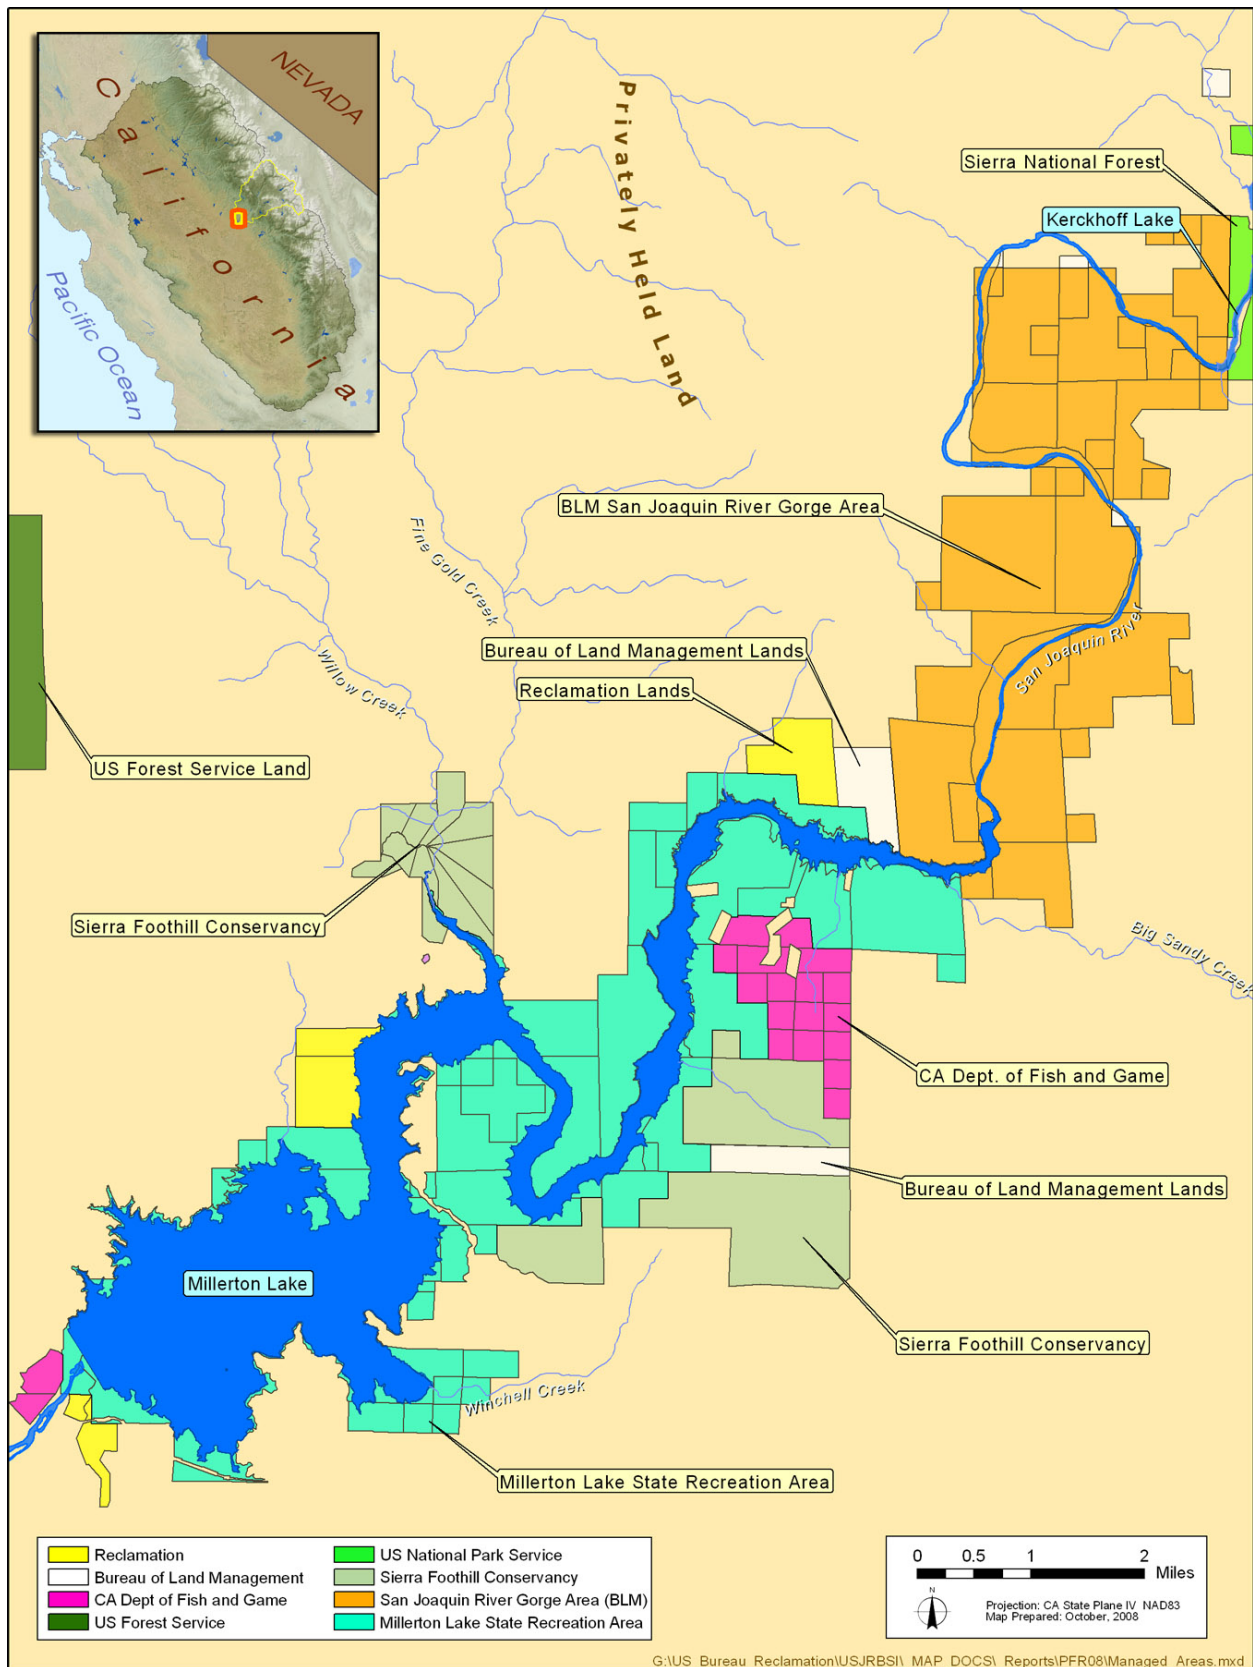 NEVADA
California
Pacific Ocean
Privately Held Land
Sierra National Forest
Kerckhoff Lake
BLM San Joaquin River Gorge Area
Fine Gold Creek
San Joaquin River
Bureau of Land Management Lands
Willow Creek
Reclamation Lands
US Forest Service Land
Sierra Foothill Conservancy
Big Sandy Creek
CA Dept. of Fish and Game
Bureau of Land Management Lands
Millerton Lake
Sierra Foothill Conservancy
Winchell Creek
Millerton Lake State Recreation Area
Reclamation
Bureau of Land Management
CA Dept of Fish and Game
US Forest Service
US National Park Service
Sierra Foothill Conservancy
San Joaquin River Gorge Area (BLM)
Millerton Lake State Recreation Area
0 0.5 1 2
Miles
N
Projection: CA State Plane IV NAD83
Map Prepared: October, 2008
G:\US_Bureau_Reclamation\USJRBSI\_MAP_DOCS\_Reports\PFR08\Managed_Areas.mxd